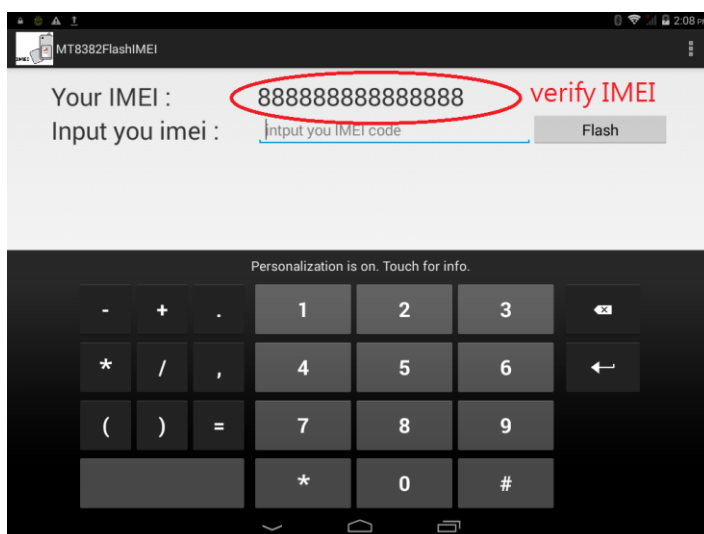 2:08 PM
MT8382FlashIMEI
Your IMEI : 888888888888888 verify IMEI
Input you imei : intput you IMEI code Flash
Personalization is on. Touch for info.
- + . 1 2 3
* / , 4 5 6
( ) = 7 8 9
* 0 #